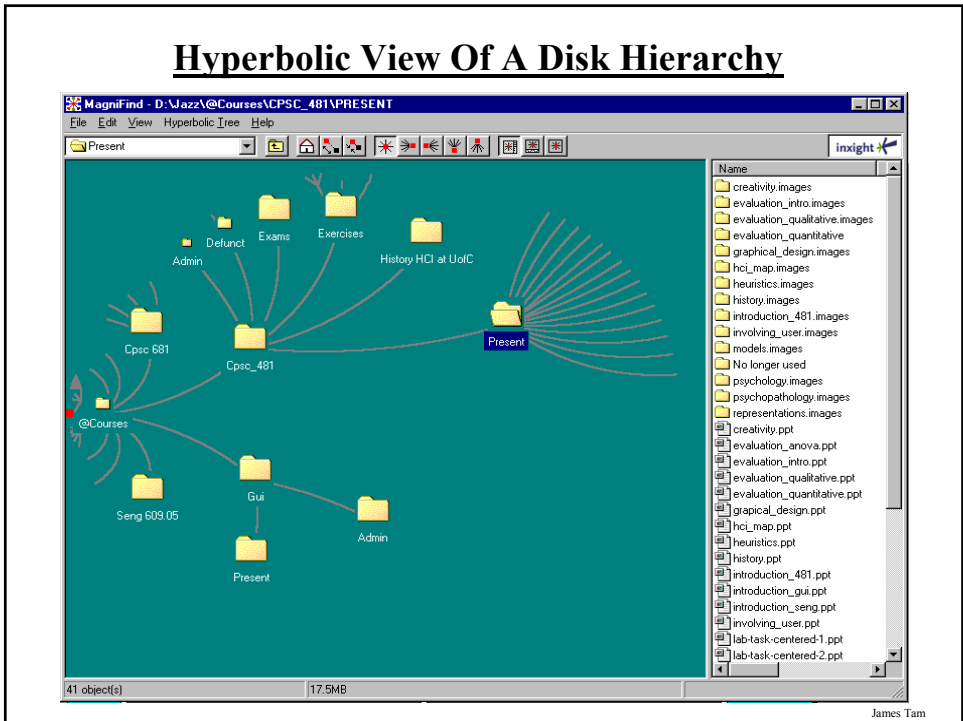 Hyperbolic View Of A Disk Hierarchy
MagniFind - D:\Jazz\@Courses\CPSC_481\PRESENT
File Edit View Hyperbolic Tree Help
Present
inxight
Admin
Defunct
Exams
Exercises
History HCI at UofC
Cpsc 681
Cpsc_481
Present
@Courses
Seng 609.05
Gui
Admin
Present
Name
creativity.images
evaluation_intro.images
evaluation_qualitative.images
evaluation_quantitative
graphical_design.images
hci_map.images
heuristics.images
history.images
introduction_481.images
involving_user.images
models.images
No longer used
psychology.images
psychopathology.images
representations.images
creativity.ppt
evaluation_anova.ppt
evaluation_intro.ppt
evaluation_qualitative.ppt
evaluation_quantitative.ppt
grapical_design.ppt
hci_map.ppt
heuristics.ppt
history.ppt
introduction_481.ppt
introduction_gui.ppt
introduction_seng.ppt
involving_user.ppt
lab-task-centered-1.ppt
lab-task-centered-2.ppt
41 object(s)
17.5MB
James Tam